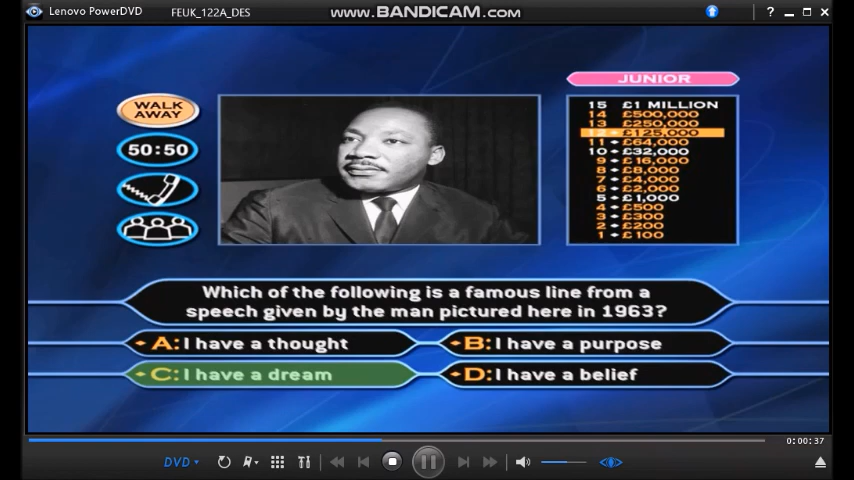 Lenovo PowerDVD
FEUK_122A_DES
www.BANDICAM.com
?
JUNIOR
WALK
AWAY
50:50
15 £1 MILLION
14 £500,000
13 £250,000
12 £125,000
11 £64,000
10 £32,000
9 £16,000
8 £8,000
7 £4,000
6 £2,000
5 £1,000
4 £500
3 £300
2 £200
1 £100
Which of the following is a famous line from a
speech given by the man pictured here in 1963?
A: I have a thought
B: I have a purpose
C: I have a dream
D: I have a belief
0:00:37
DVD